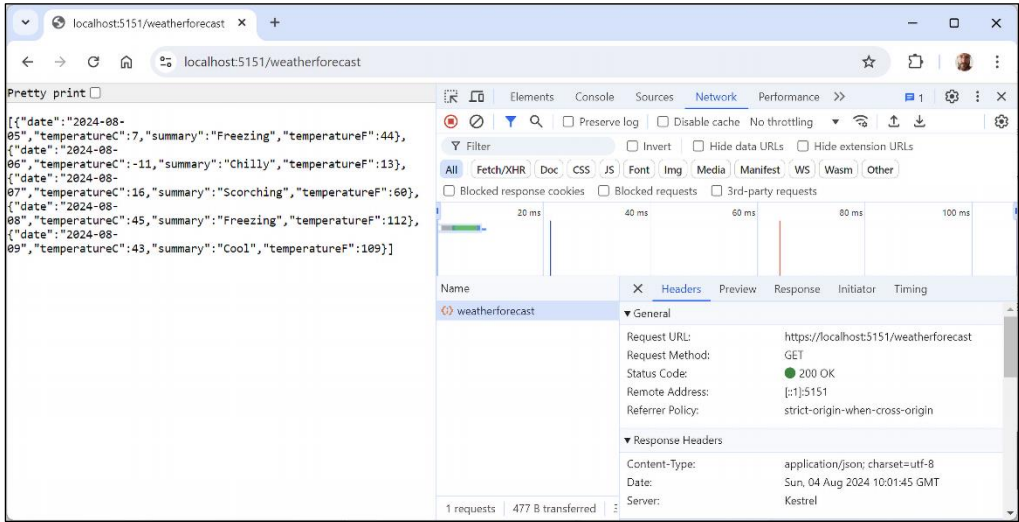 localhost:5151/weatherforecast
localhost:5151/weatherforecast
Pretty print
[{"date":"2024-08-
05","temperatureC":7,"summary":"Freezing","temperatureF":44},
{"date":"2024-08-
06","temperatureC":-11,"summary":"Chilly","temperatureF":13},
{"date":"2024-08-
07","temperatureC":16,"summary":"Scorching","temperatureF":60},
{"date":"2024-08-
08","temperatureC":45,"summary":"Freezing","temperatureF":112},
{"date":"2024-08-
09","temperatureC":43,"summary":"Cool","temperatureF":109}]
Elements Console Sources Network Performance 1
Preserve log Disable cache No throttling
Filter Invert Hide data URLs Hide extension URLs
All Fetch/XHR Doc CSS JS Font Img Media Manifest WS Wasm Other
Blocked response cookies Blocked requests 3rd-party requests
20 ms 40 ms 60 ms 80 ms 100 ms
Name
weatherforecast
Headers Preview Response Initiator Timing
General
Request URL: https://localhost:5151/weatherforecast
Request Method: GET
Status Code: 200 OK
Remote Address: [::1]:5151
Referrer Policy: strict-origin-when-cross-origin
Response Headers
Content-Type: application/json; charset=utf-8
Date: Sun, 04 Aug 2024 10:01:45 GMT
Server: Kestrel
1 requests 477 B transferred